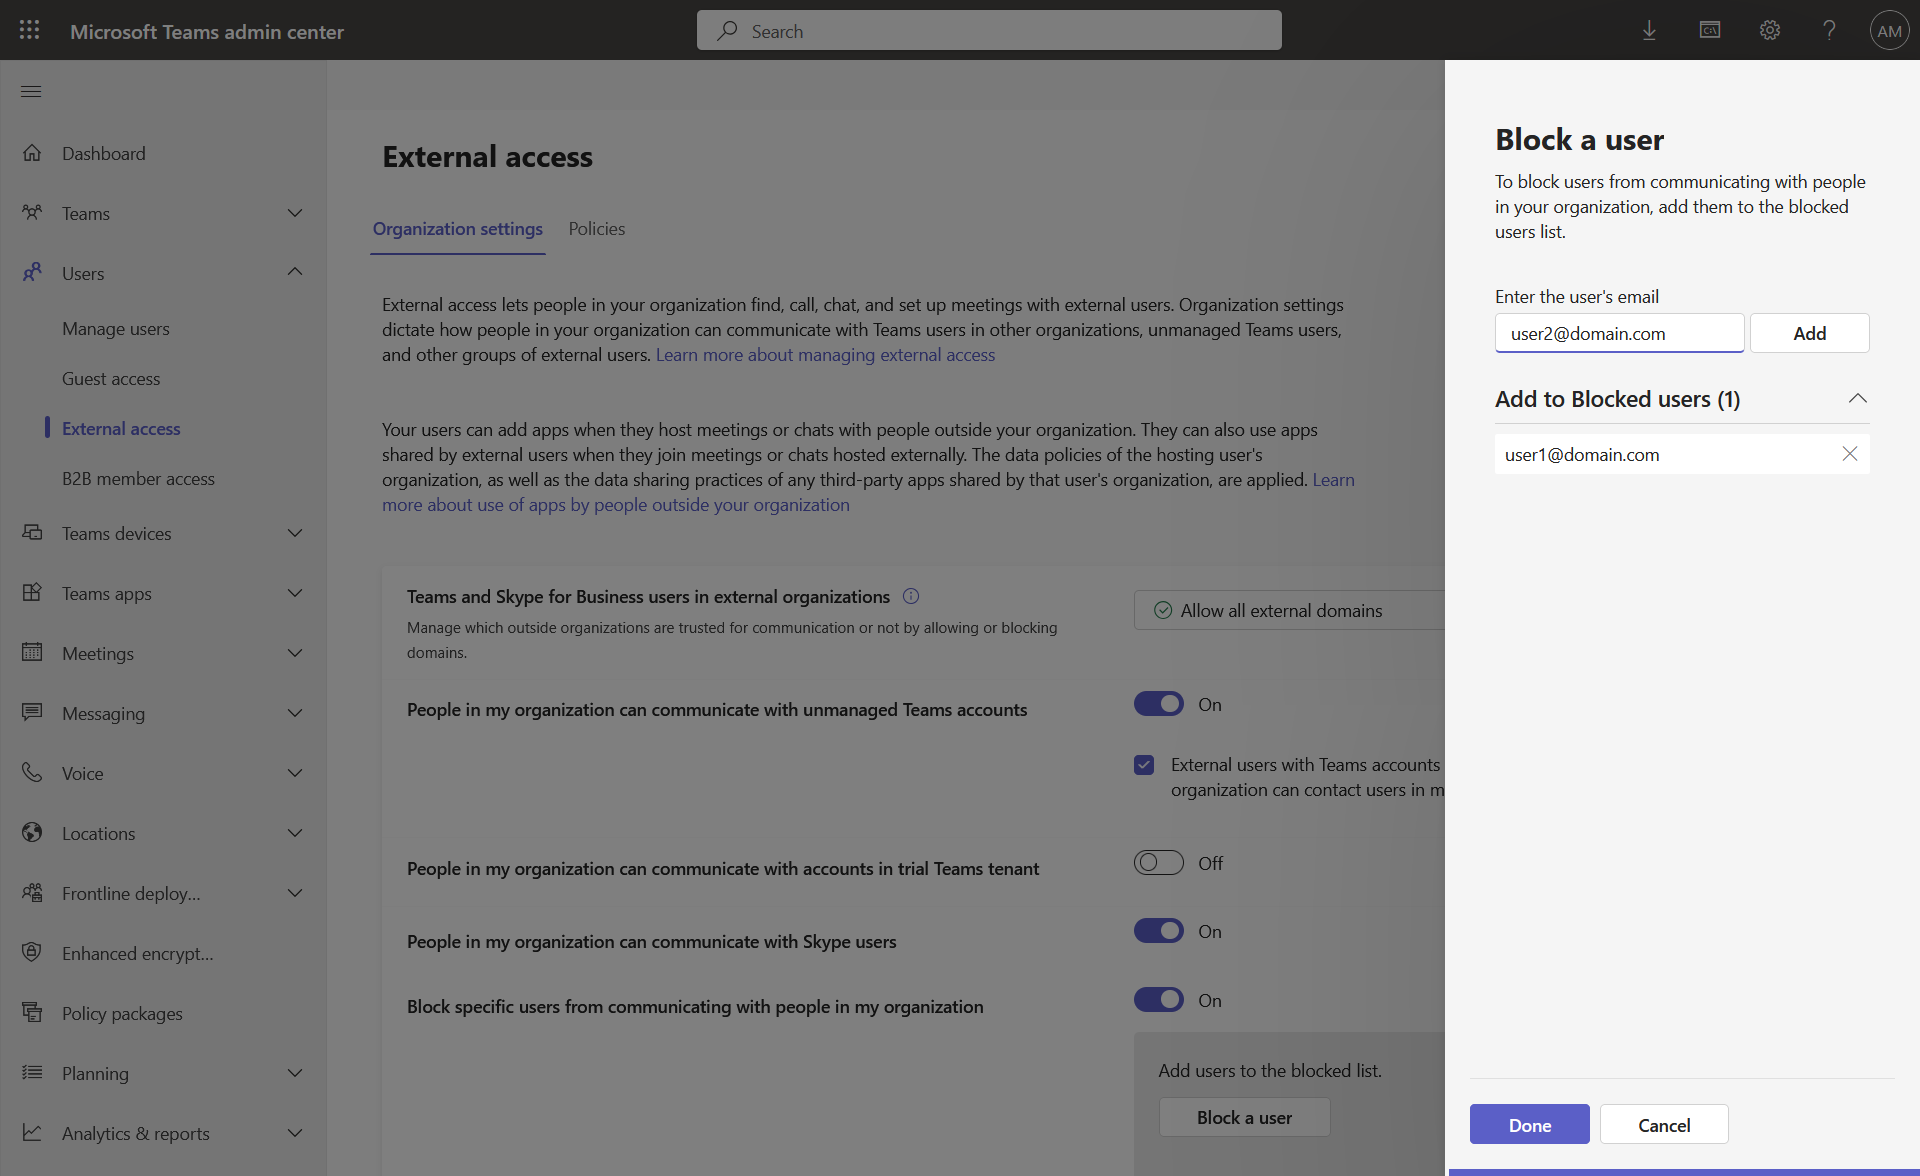 Microsoft Teams admin center
Search
AM
Dashboard
Teams
Users
Manage users
Guest access
External access
B2B member access
Teams devices
Teams apps
Meetings
Messaging
Voice
Locations
Frontline deploy...
Enhanced encrypt...
Policy packages
Planning
Analytics & reports
External access
Organization settings
Policies
External access lets people in your organization find, call, chat, and set up meetings with external users. Organization settings
dictate how people in your organization can communicate with Teams users in other organizations, unmanaged Teams users,
and other groups of external users. Learn more about managing external access
Your users can add apps when they host meetings or chats with people outside your organization. They can also use apps
shared by external users when they join meetings or chats hosted externally. The data policies of the hosting user's
organization, as well as the data sharing practices of any third-party apps shared by that user's organization, are applied. Learn
more about use of apps by people outside your organization
Teams and Skype for Business users in external organizations
Manage which outside organizations are trusted for communication or not by allowing or blocking
domains.
Allow all external domains
People in my organization can communicate with unmanaged Teams accounts
On
External users with Teams accounts
organization can contact users in m
People in my organization can communicate with accounts in trial Teams tenant
Off
People in my organization can communicate with Skype users
On
Block specific users from communicating with people in my organization
On
Add users to the blocked list.
Block a user
Block a user
To block users from communicating with people
in your organization, add them to the blocked
users list.
Enter the user's email
user2@domain.com
Add
Add to Blocked users (1)
user1@domain.com
Done
Cancel